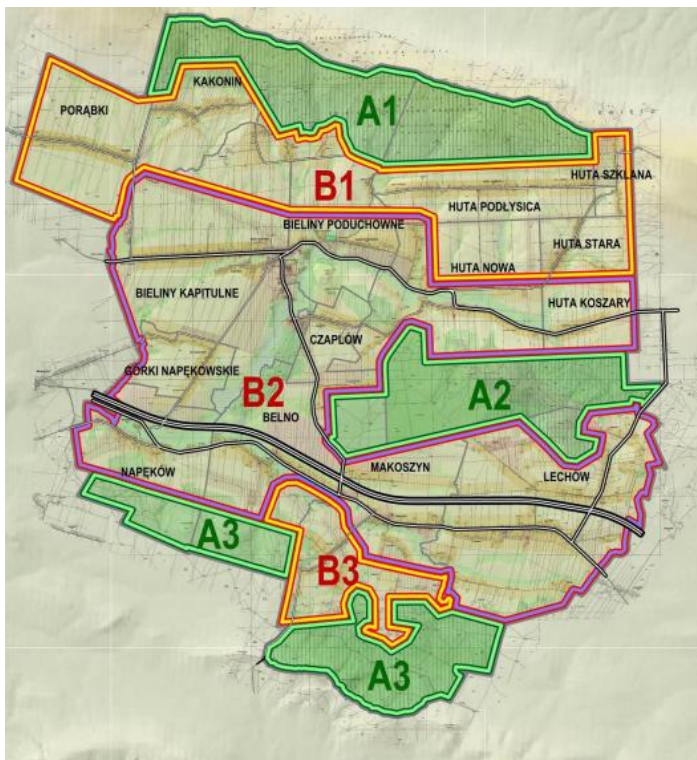 A1
KAKONIN
PORĄBKI
B1
HUTA SZKLANA
HUTA PODŁYSICA
BIELINY PODUCHOWNE
HUTA STARA
HUTA NOWA
BIELINY KAPITULNE
HUTA KOSZARY
CZAPLÓW
GÓRKI NAPĘKOWSKIE
B2
A2
BELNO
MAKOSZYN
NAPĘKÓW
LECHÓW
A3
B3
A3